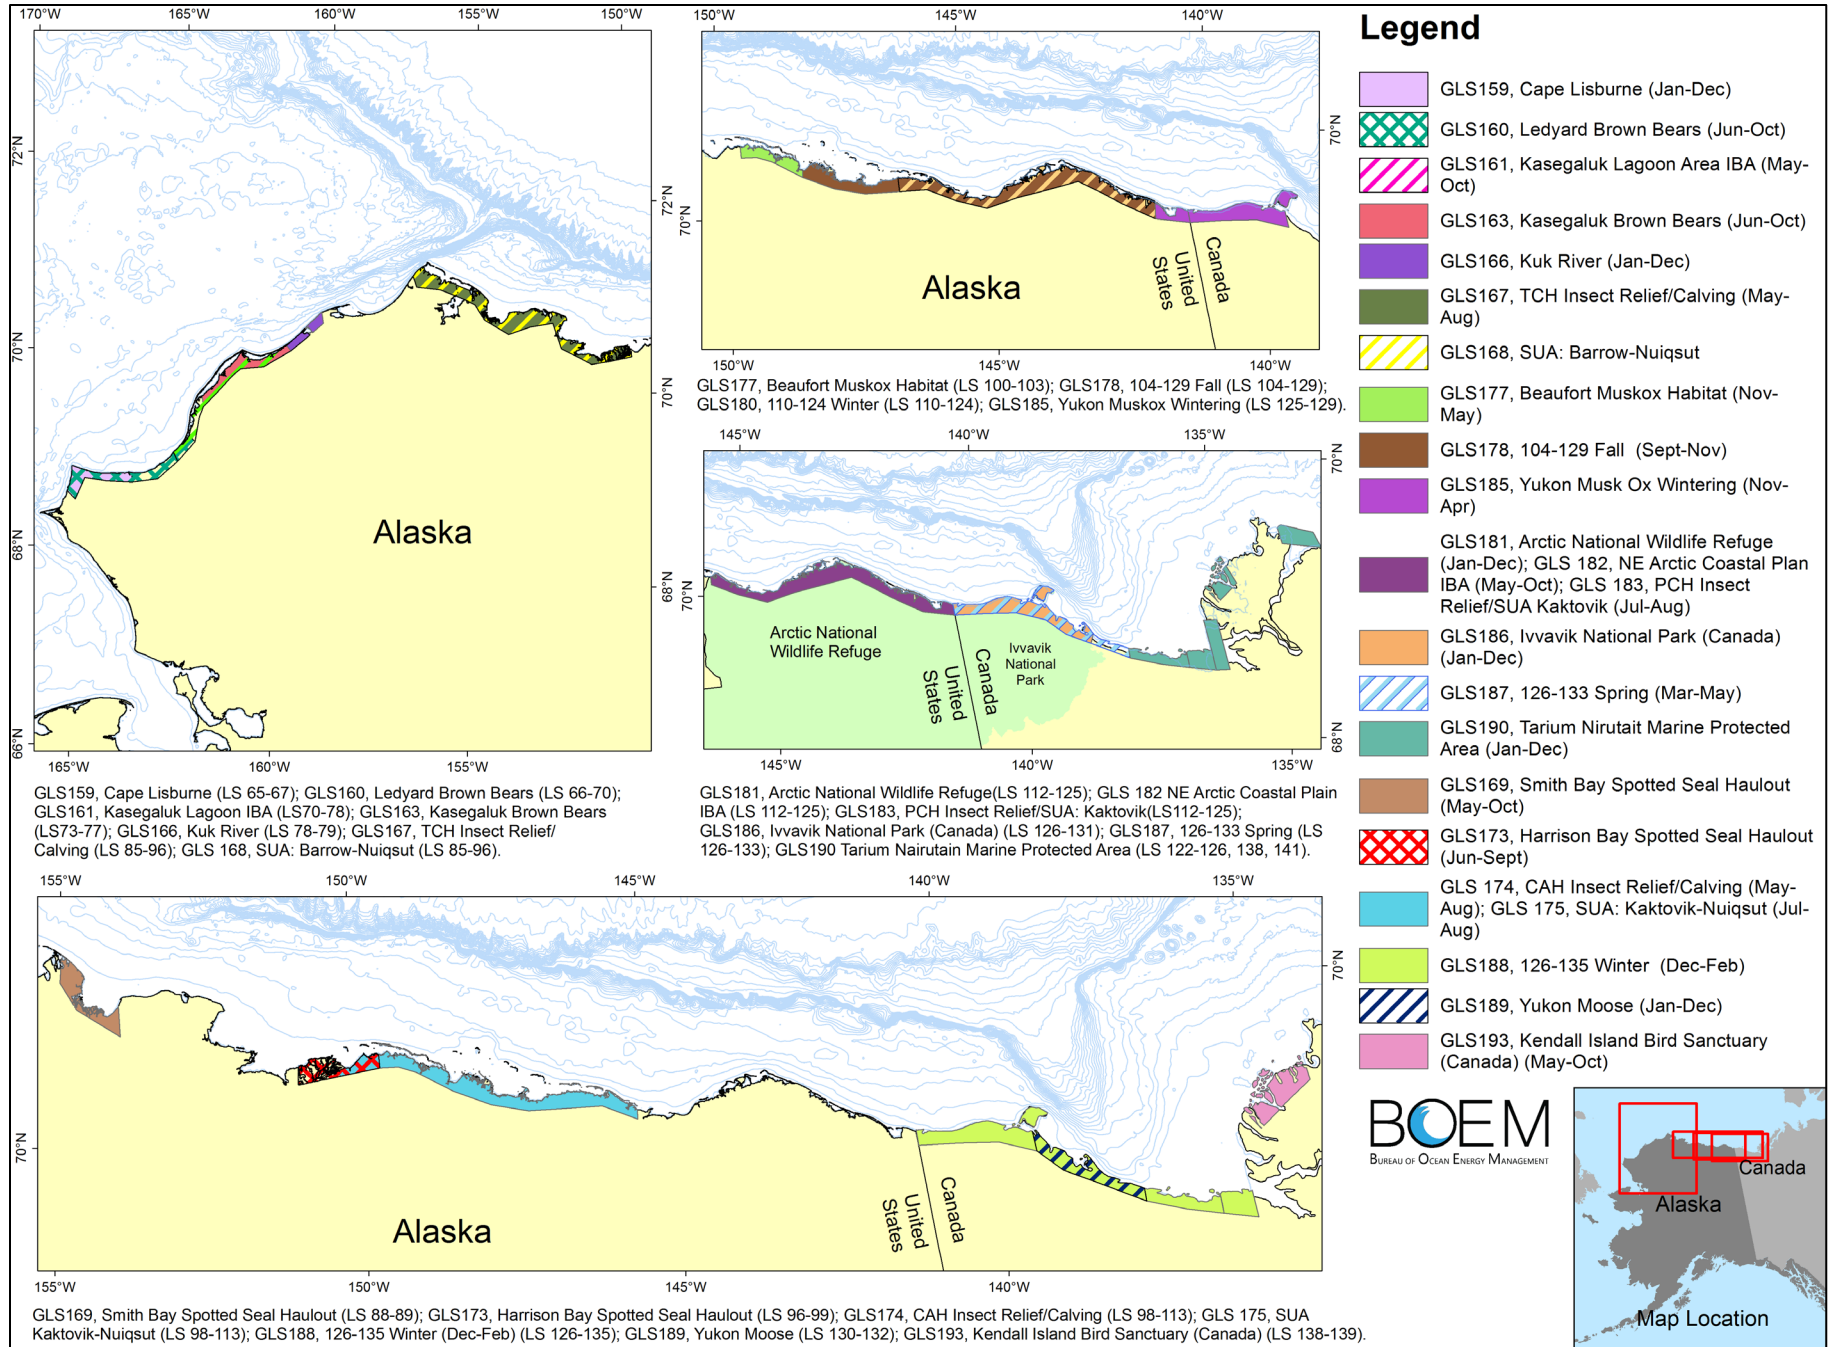 170°W
165°W
160°W
155°W
150°W
72°N
70°N
68°N
66°N
72°N
70°N
68°N
Alaska
165°W
160°W
155°W
GLS159, Cape Lisburne (LS 65-67); GLS160, Ledyard Brown Bears (LS 66-70);
GLS161, Kasegaluk Lagoon IBA (LS70-78); GLS163, Kasegaluk Brown Bears
(LS73-77); GLS166, Kuk River (LS 78-79); GLS167, TCH Insect Relief/
Calving (LS 85-96); GLS 168, SUA: Barrow-Nuiqsut (LS 85-96).
150°W
145°W
140°W
70°N
70°N
Alaska
United
States
Canada
150°W
145°W
140°W
GLS177, Beaufort Muskox Habitat (LS 100-103); GLS178, 104-129 Fall (LS 104-129);
GLS180, 110-124 Winter (LS 110-124); GLS185, Yukon Muskox Wintering (LS 125-129).
145°W
140°W
135°W
70°N
70°N
68°N
Arctic National
Wildlife Refuge
Ivvavik
National
Park
United
States
Canada
145°W
140°W
135°W
GLS181, Arctic National Wildlife Refuge(LS 112-125); GLS 182 NE Arctic Coastal Plain
IBA (LS 112-125); GLS183, PCH Insect Relief/SUA: Kaktovik(LS112-125);
GLS186, Ivvavik National Park (Canada) (LS 126-131); GLS187, 126-133 Spring (LS
126-133); GLS190 Tarium Nairutain Marine Protected Area (LS 122-126, 138, 141).
155°W
150°W
145°W
140°W
135°W
70°N
70°N
Alaska
United
States
Canada
155°W
150°W
145°W
140°W
GLS169, Smith Bay Spotted Seal Haulout (LS 88-89); GLS173, Harrison Bay Spotted Seal Haulout (LS 96-99); GLS174, CAH Insect Relief/Calving (LS 98-113); GLS 175, SUA
Kaktovik-Nuiqsut (LS 98-113); GLS188, 126-135 Winter (Dec-Feb) (LS 126-135); GLS189, Yukon Moose (LS 130-132); GLS193, Kendall Island Bird Sanctuary (Canada) (LS 138-139).
Legend
GLS159, Cape Lisburne (Jan-Dec)
GLS160, Ledyard Brown Bears (Jun-Oct)
GLS161, Kasegaluk Lagoon Area IBA (May-
Oct)
GLS163, Kasegaluk Brown Bears (Jun-Oct)
GLS166, Kuk River (Jan-Dec)
GLS167, TCH Insect Relief/Calving (May-
Aug)
GLS168, SUA: Barrow-Nuiqsut
GLS177, Beaufort Muskox Habitat (Nov-
May)
GLS178, 104-129 Fall (Sept-Nov)
GLS185, Yukon Musk Ox Wintering (Nov-
Apr)
GLS181, Arctic National Wildlife Refuge
(Jan-Dec); GLS 182, NE Arctic Coastal Plan
IBA (May-Oct); GLS 183, PCH Insect
Relief/SUA Kaktovik (Jul-Aug)
GLS186, Ivvavik National Park (Canada)
(Jan-Dec)
GLS187, 126-133 Spring (Mar-May)
GLS190, Tarium Nirutait Marine Protected
Area (Jan-Dec)
GLS169, Smith Bay Spotted Seal Haulout
(May-Oct)
GLS173, Harrison Bay Spotted Seal Haulout
(Jun-Sept)
GLS 174, CAH Insect Relief/Calving (May-
Aug); GLS 175, SUA: Kaktovik-Nuiqsut (Jul-
Aug)
GLS188, 126-135 Winter (Dec-Feb)
GLS189, Yukon Moose (Jan-Dec)
GLS193, Kendall Island Bird Sanctuary
(Canada) (May-Oct)
BOEM
BUREAU OF OCEAN ENERGY MANAGEMENT
Canada
Alaska
Map Location